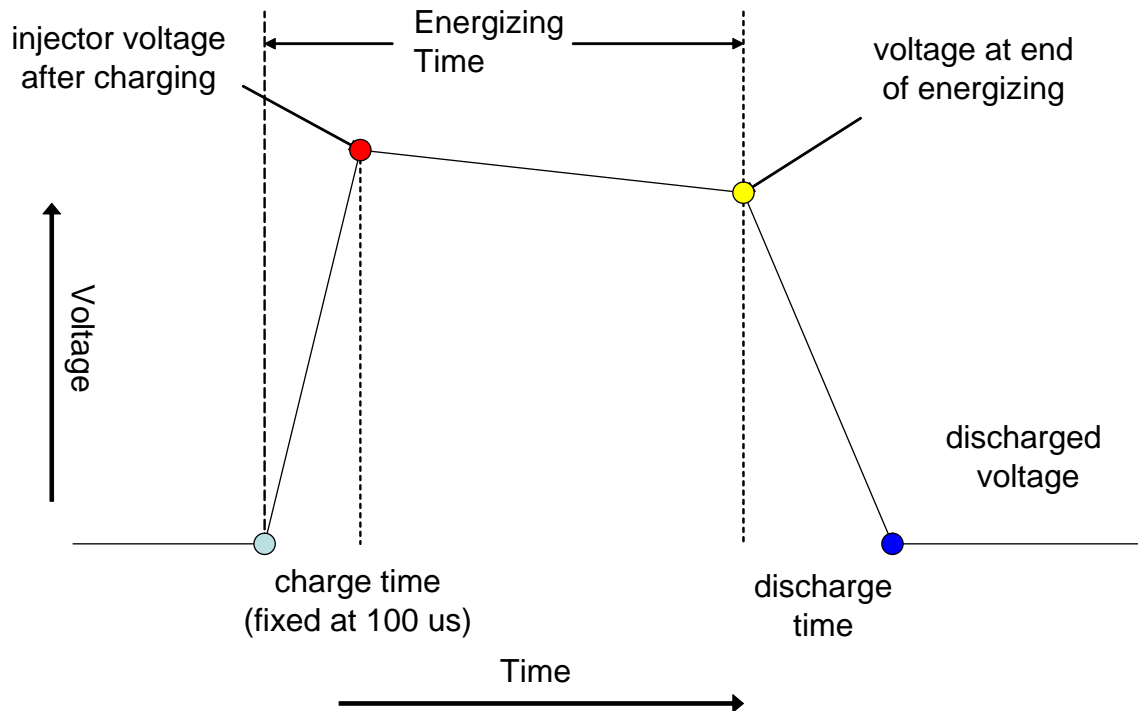 injector voltage
after charging
Energizing
Time
voltage at end
of energizing
Voltage
discharged
voltage
charge time
(fixed at 100 us)
discharge
time
Time